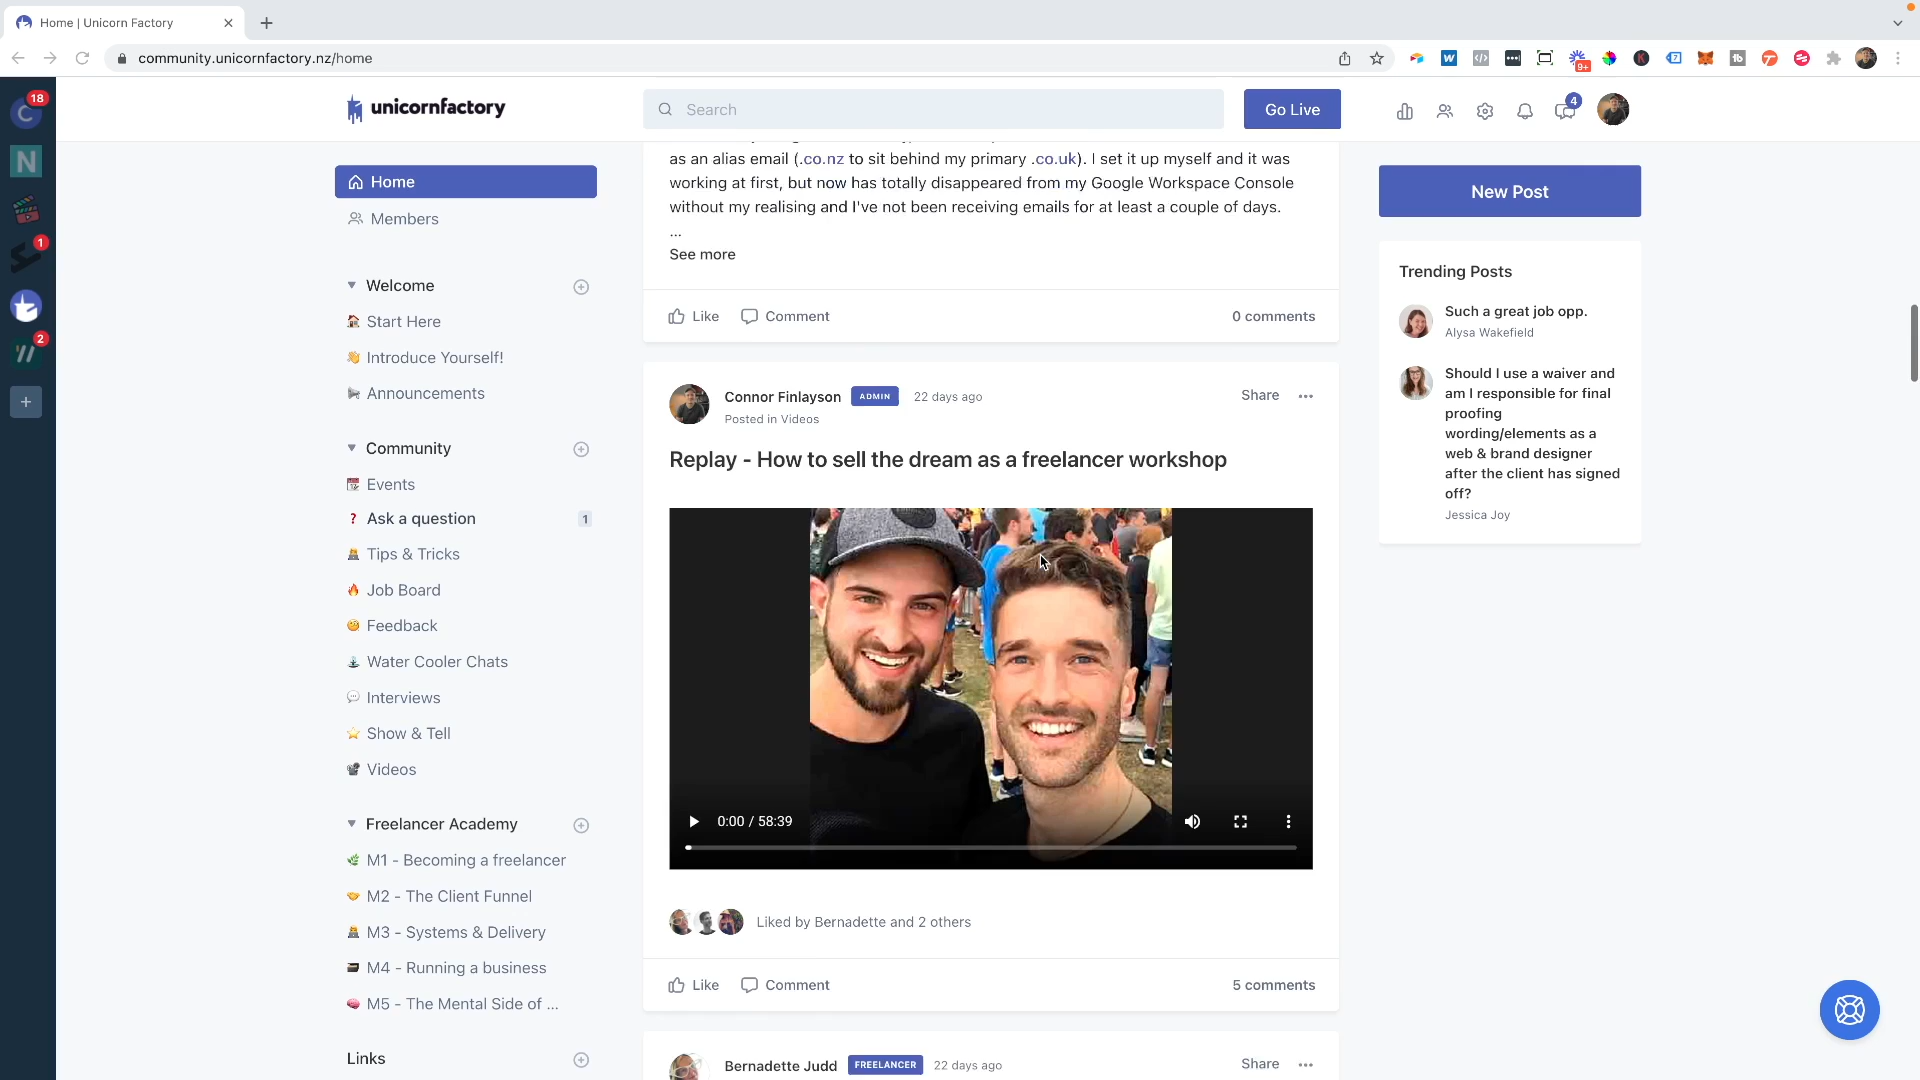 Home | Unicorn Factory
community.unicornfactory.nz/home
9+
18
unicornfactory
Search
Go Live
4
N
1
2
Home
Members
Welcome
Start Here
Introduce Yourself!
Announcements
Community
Events
Ask a question 1
Tips & Tricks
Job Board
Feedback
Water Cooler Chats
Interviews
Show & Tell
Videos
Freelancer Academy
M1 - Becoming a freelancer
M2 - The Client Funnel
M3 - Systems & Delivery
M4 - Running a business
M5 - The Mental Side of ...
Links
as an alias email (.co.nz to sit behind my primary .co.uk). I set it up myself and it was
working at first, but now has totally disappeared from my Google Workspace Console
without my realising and I've not been receiving emails for at least a couple of days.
...
See more
Like Comment 0 comments
Connor Finlayson ADMIN 22 days ago Share
Posted in Videos
Replay - How to sell the dream as a freelancer workshop
0:00 / 58:39
Liked by Bernadette and 2 others
Like Comment 5 comments
Bernadette Judd FREELANCER 22 days ago Share
New Post
Trending Posts
Such a great job opp.
Alysa Wakefield
Should I use a waiver and
am I responsible for final
proofing
wording/elements as a
web & brand designer
after the client has signed
off?
Jessica Joy